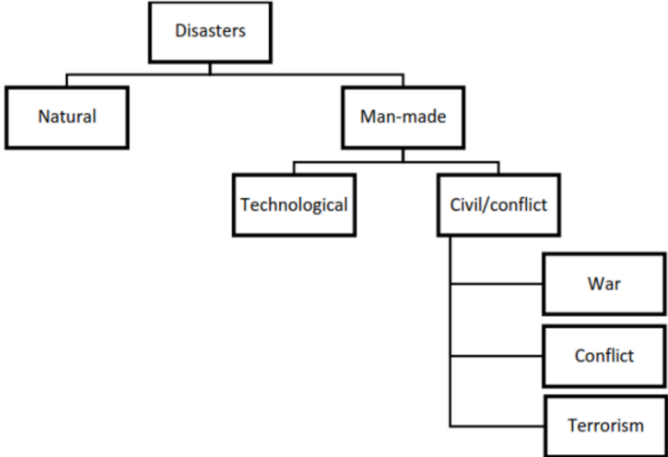 Disasters
Natural
Man-made
Technological
Civil/conflict
War
Conflict
Terrorism